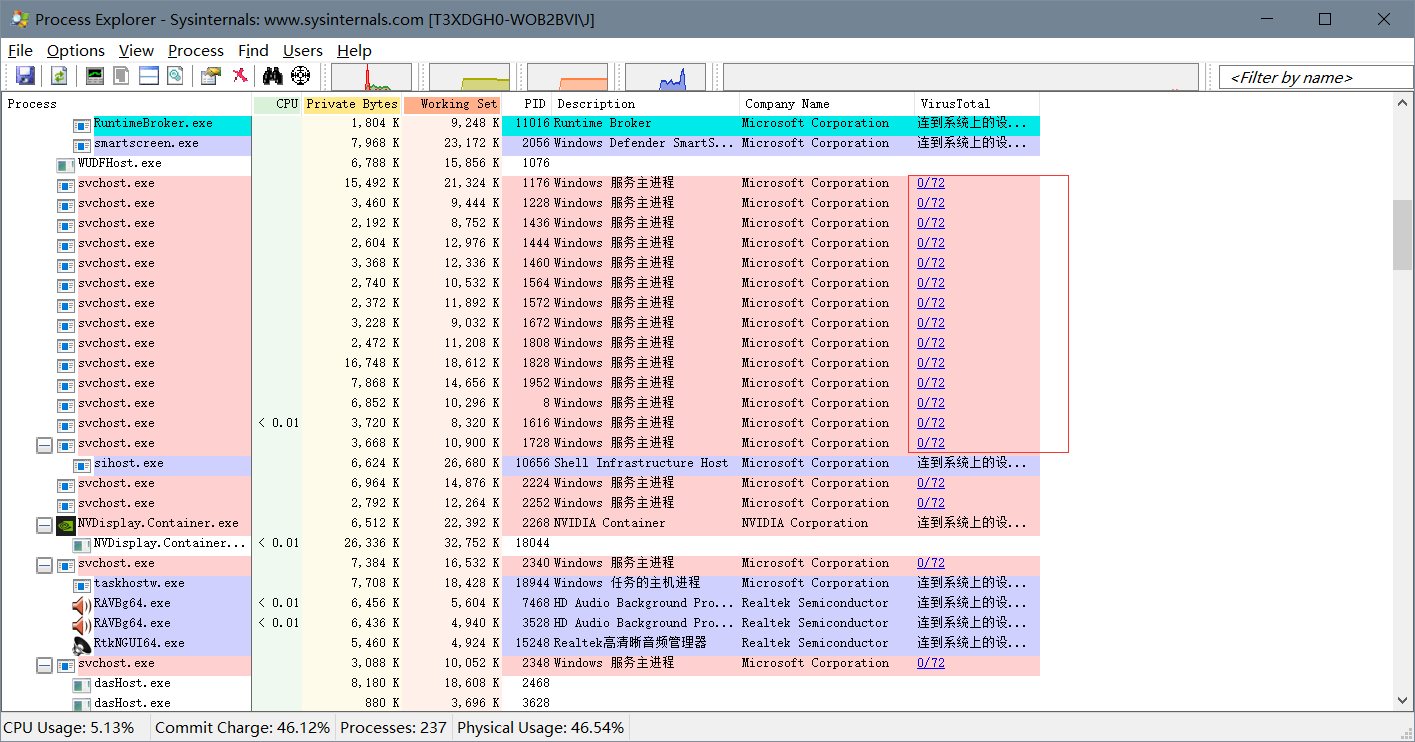 Process Explorer - Sysinternals: www.sysinternals.com [T3XDGH0-WOB2BVI\J]
File Options View Process Find Users Help
<Filter by name>
Process CPU Private Bytes Working Set PID Description Company Name VirusTotal
RuntimeBroker.exe 1,804 K 9,248 K 11016 Runtime Broker Microsoft Corporation 连到系统上的设...
smartscreen.exe 7,968 K 23,172 K 2056 Windows Defender SmartS... Microsoft Corporation 连到系统上的设...
WUDFHost.exe 6,788 K 15,856 K 1076
svchost.exe 15,492 K 21,324 K 1176 Windows 服务主进程 Microsoft Corporation 0/72
svchost.exe 3,460 K 9,444 K 1228 Windows 服务主进程 Microsoft Corporation 0/72
svchost.exe 2,192 K 8,752 K 1436 Windows 服务主进程 Microsoft Corporation 0/72
svchost.exe 2,604 K 12,976 K 1444 Windows 服务主进程 Microsoft Corporation 0/72
svchost.exe 3,368 K 12,336 K 1460 Windows 服务主进程 Microsoft Corporation 0/72
svchost.exe 2,740 K 10,532 K 1564 Windows 服务主进程 Microsoft Corporation 0/72
svchost.exe 2,372 K 11,892 K 1572 Windows 服务主进程 Microsoft Corporation 0/72
svchost.exe 3,228 K 9,032 K 1672 Windows 服务主进程 Microsoft Corporation 0/72
svchost.exe 2,472 K 11,208 K 1808 Windows 服务主进程 Microsoft Corporation 0/72
svchost.exe 16,748 K 18,612 K 1828 Windows 服务主进程 Microsoft Corporation 0/72
svchost.exe 7,868 K 14,656 K 1952 Windows 服务主进程 Microsoft Corporation 0/72
svchost.exe 6,852 K 10,296 K 8 Windows 服务主进程 Microsoft Corporation 0/72
svchost.exe < 0.01 3,720 K 8,320 K 1616 Windows 服务主进程 Microsoft Corporation 0/72
svchost.exe 3,668 K 10,900 K 1728 Windows 服务主进程 Microsoft Corporation 0/72
sihost.exe 6,624 K 26,680 K 10656 Shell Infrastructure Host Microsoft Corporation 连到系统上的设...
svchost.exe 6,964 K 14,876 K 2224 Windows 服务主进程 Microsoft Corporation 0/72
svchost.exe 2,792 K 12,264 K 2252 Windows 服务主进程 Microsoft Corporation 0/72
NVDisplay.Container.exe 6,512 K 22,392 K 2268 NVIDIA Container NVIDIA Corporation 连到系统上的设...
NVDisplay.Container... < 0.01 26,336 K 32,752 K 18044
svchost.exe 7,384 K 16,532 K 2340 Windows 服务主进程 Microsoft Corporation 0/72
taskhostw.exe 7,708 K 18,428 K 18944 Windows 任务的主机进程 Microsoft Corporation 连到系统上的设...
RAVBg64.exe < 0.01 6,456 K 5,604 K 7468 HD Audio Background Pro... Realtek Semiconductor 连到系统上的设...
RAVBg64.exe < 0.01 6,436 K 4,940 K 3528 HD Audio Background Pro... Realtek Semiconductor 连到系统上的设...
RtkNGUI64.exe 5,460 K 4,924 K 15248 Realtek高清晰音频管理器 Realtek Semiconductor 连到系统上的设...
svchost.exe 3,088 K 10,052 K 2348 Windows 服务主进程 Microsoft Corporation 0/72
dasHost.exe 8,180 K 18,608 K 2468
dasHost.exe 880 K 3,696 K 3628
CPU Usage: 5.13% Commit Charge: 46.12% Processes: 237 Physical Usage: 46.54%